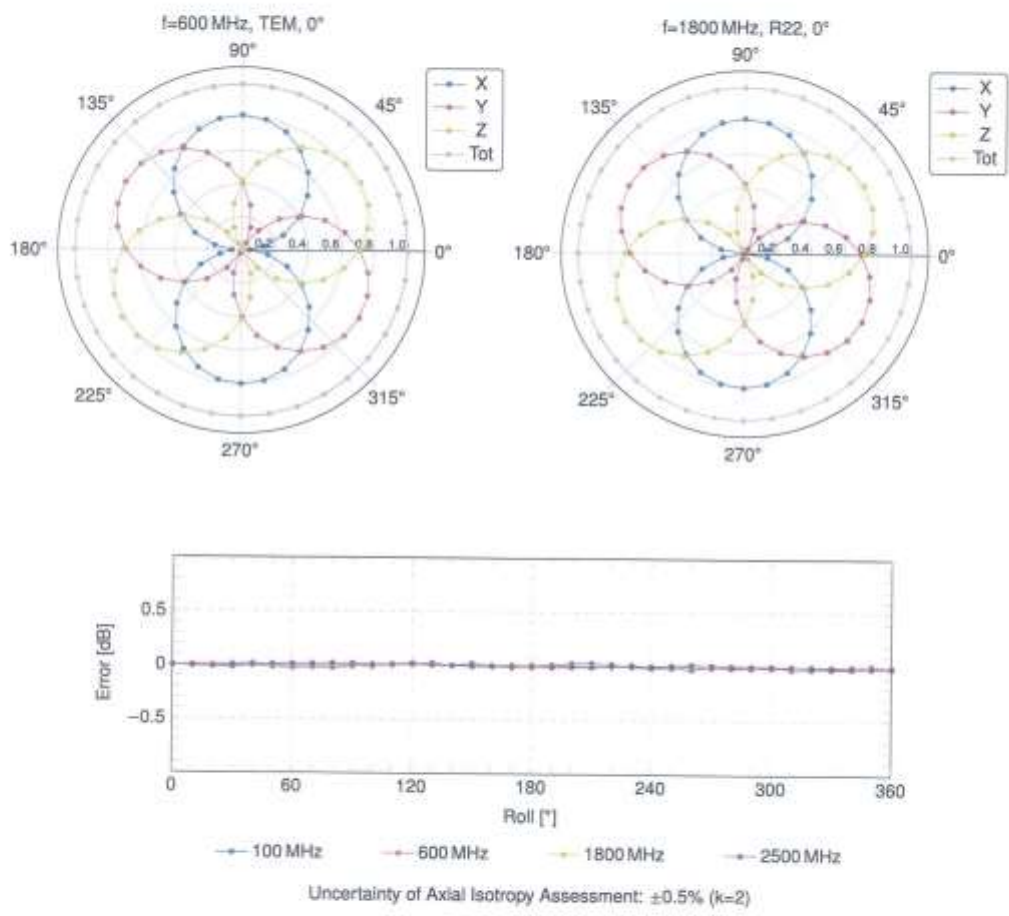 f=600 MHz, TEM, 0°
90°
135°
45°
X
Y
Z
Tot
180°
0.2 0.4 0.6 0.8 1.0
0°
225°
315°
270°
f=1800 MHz, R22, 0°
90°
135°
45°
X
Y
Z
Tot
180°
0.2 0.4 0.6 0.8 1.0
0°
225°
315°
270°
Error [dB]
0.5
0
−0.5
0 60 120 180 240 300 360
Roll [°]
100 MHz 600 MHz 1800 MHz 2500 MHz
Uncertainty of Axial Isotropy Assessment: ±0.5% (k=2)